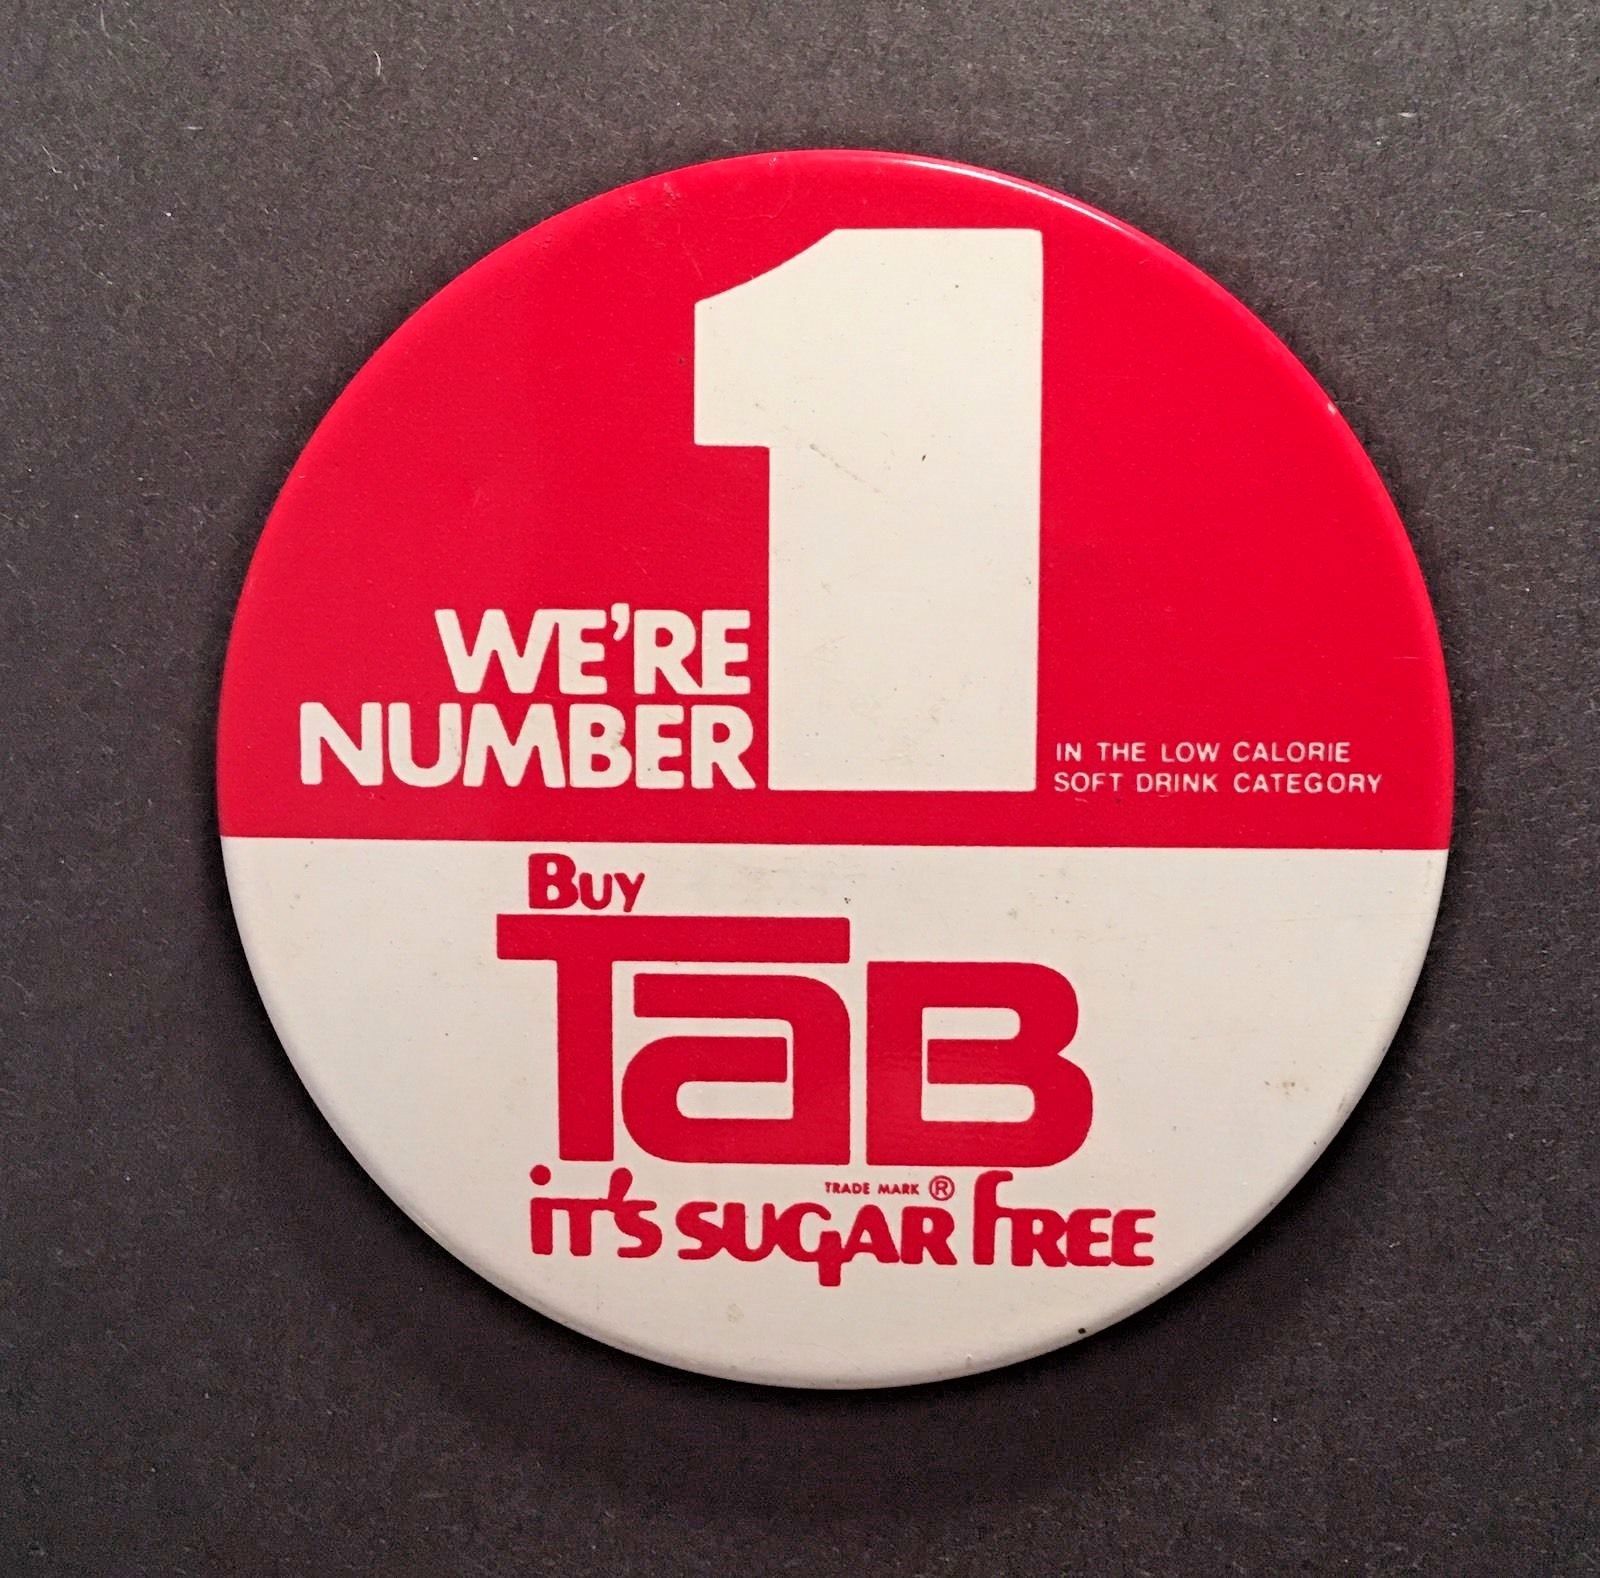 WE'RE
NUMBER 1
IN THE LOW CALORIE
SOFT DRINK CATEGORY
BUY
TaB
TRADE MARK ®
iT'S SUGAR FREE